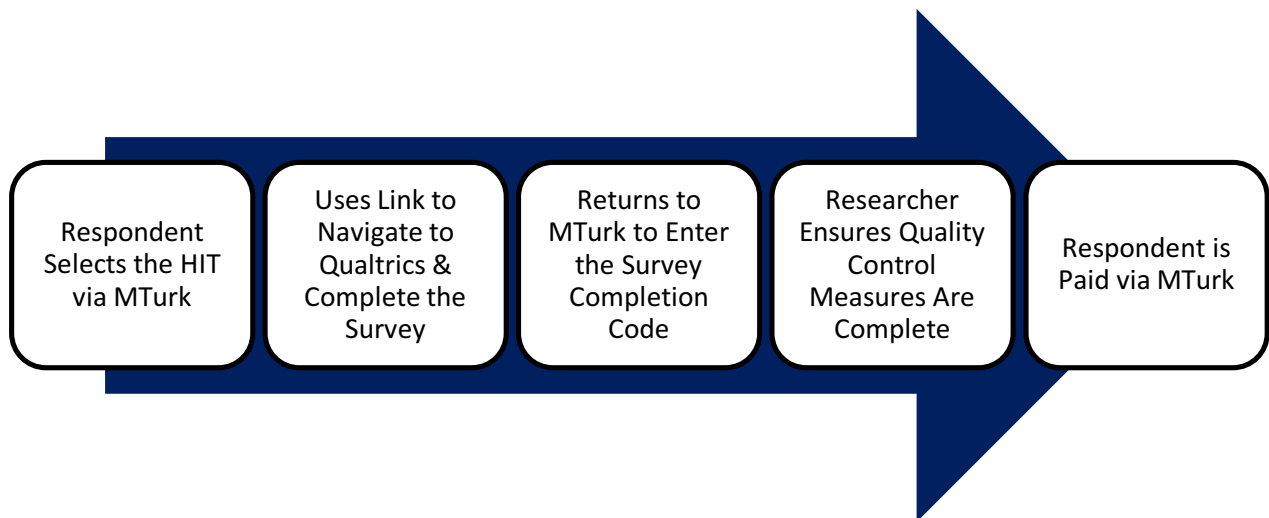 Respondent
Selects the HIT
via MTurk
Uses Link to
Navigate to
Qualtrics &
Complete the
Survey
Returns to
MTurk to Enter
the Survey
Completion
Code
Researcher
Ensures Quality
Control
Measures Are
Complete
Respondent is
Paid via MTurk